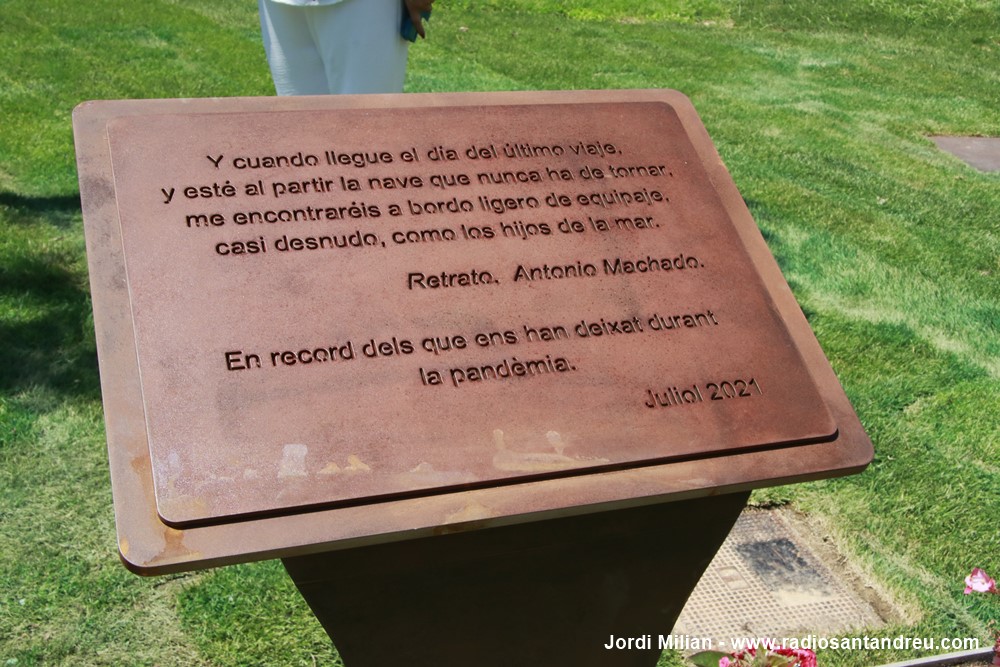 Y cuando llegue el día del último viaje,
y esté al partir la nave que nunca ha de tornar,
me encontraréis a bordo ligero de equipaje,
casi desnudo, como los hijos de la mar.
Retrato. Antonio Machado.
En record dels que ens han deixat durant
la pandèmia.
Juliol 2021
Jordi Milian - www.radiosantandreu.com